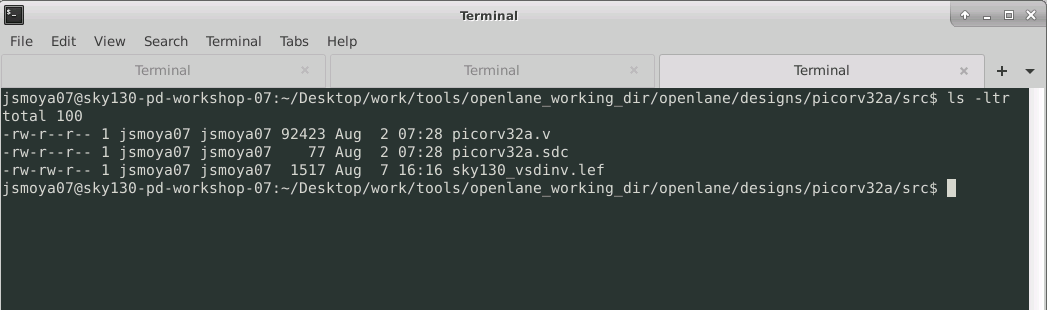 Terminal
File Edit View Search Terminal Tabs Help
Terminal Terminal Terminal
jsmoya07@sky130-pd-workshop-07:~/Desktop/work/tools/openlane_working_dir/openlane/designs/picorv32a/src$ ls -ltr
total 100
-rw-r--r-- 1 jsmoya07 jsmoya07 92423 Aug  2 07:28 picorv32a.v
-rw-r--r-- 1 jsmoya07 jsmoya07    77 Aug  2 07:28 picorv32a.sdc
-rw-rw-r-- 1 jsmoya07 jsmoya07  1517 Aug  7 16:16 sky130_vsdinv.lef
jsmoya07@sky130-pd-workshop-07:~/Desktop/work/tools/openlane_working_dir/openlane/designs/picorv32a/src$